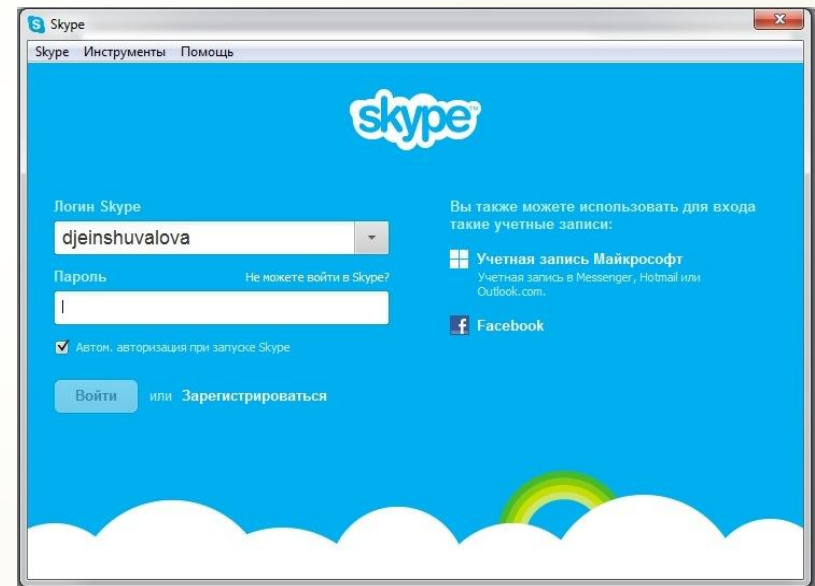 Skype
Skype Инструменты Помощь
skype™
Логин Skype
djeinshuvalova
Пароль Не можете войти в Skype?
Автом. авторизация при запуске Skype
Войти или Зарегистрироваться
Вы также можете использовать для входа
такие учетные записи:
Учетная запись Майкрософт
Учетная запись в Messenger, Hotmail или
Outlook.com.
Facebook